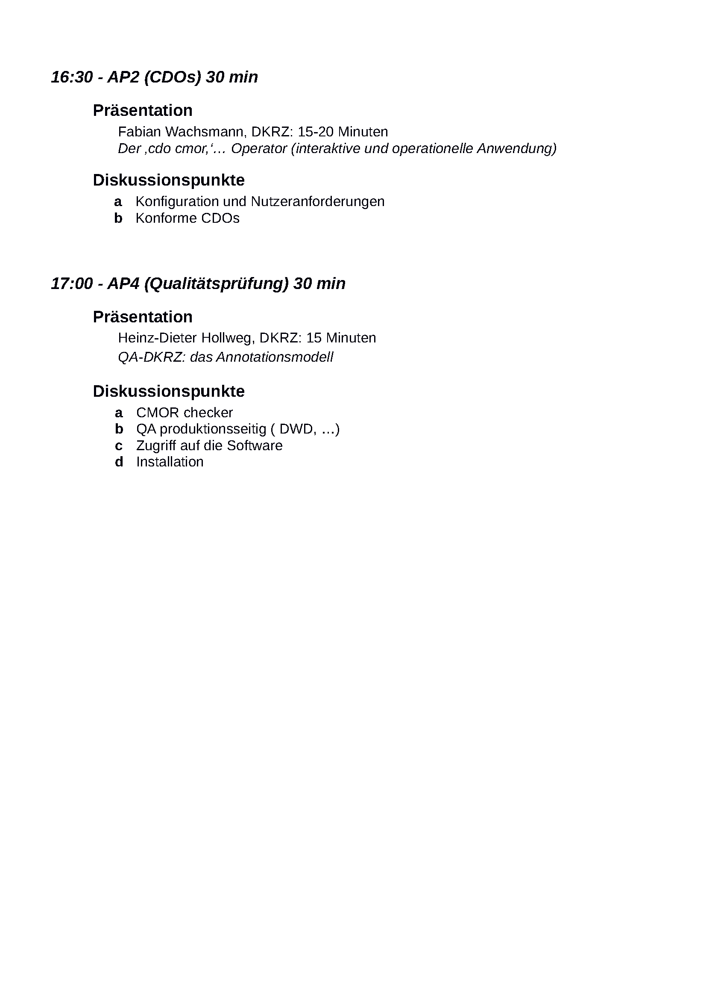 16:30 - AP2 (CDOs) 30 min
Präsentation
Fabian Wachsmann, DKRZ: 15-20 Minuten
Der ‚cdo cmor,‘… Operator (interaktive und operationelle Anwendung)
Diskussionspunkte
a Konfiguration und Nutzeranforderungen
b Konforme CDOs
17:00 - AP4 (Qualitätsprüfung) 30 min
Präsentation
Heinz-Dieter Hollweg, DKRZ: 15 Minuten
QA-DKRZ: das Annotationsmodell
Diskussionspunkte
a CMOR checker
b QA produktionsseitig ( DWD, …)
c Zugriff auf die Software
d Installation